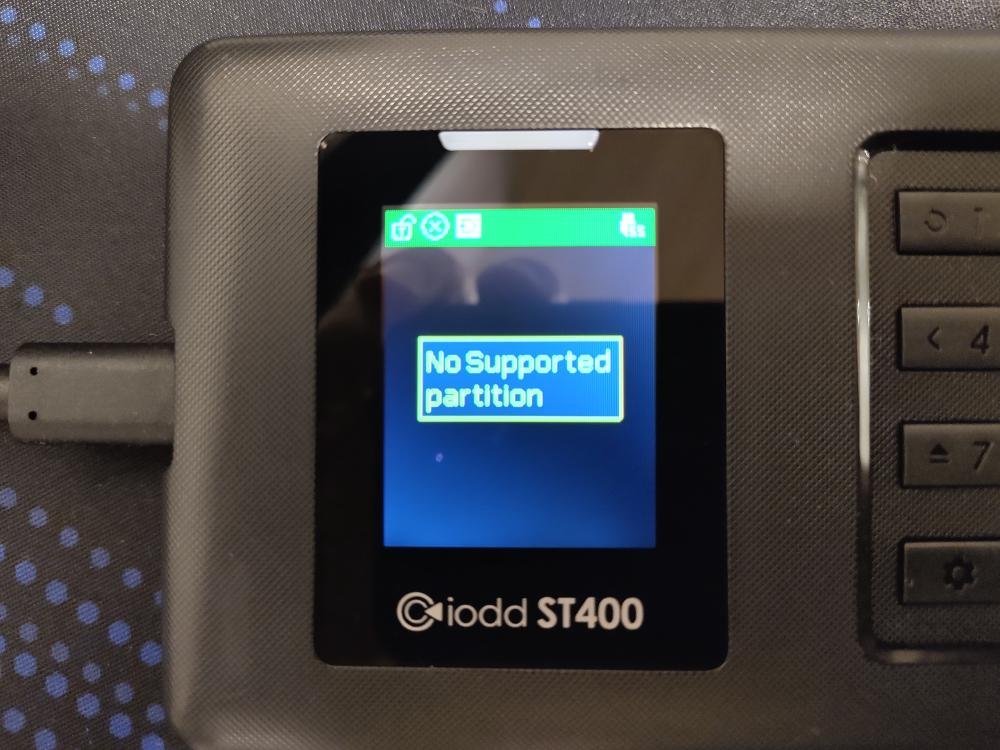 No Supported
partition
iodd ST400
4
7